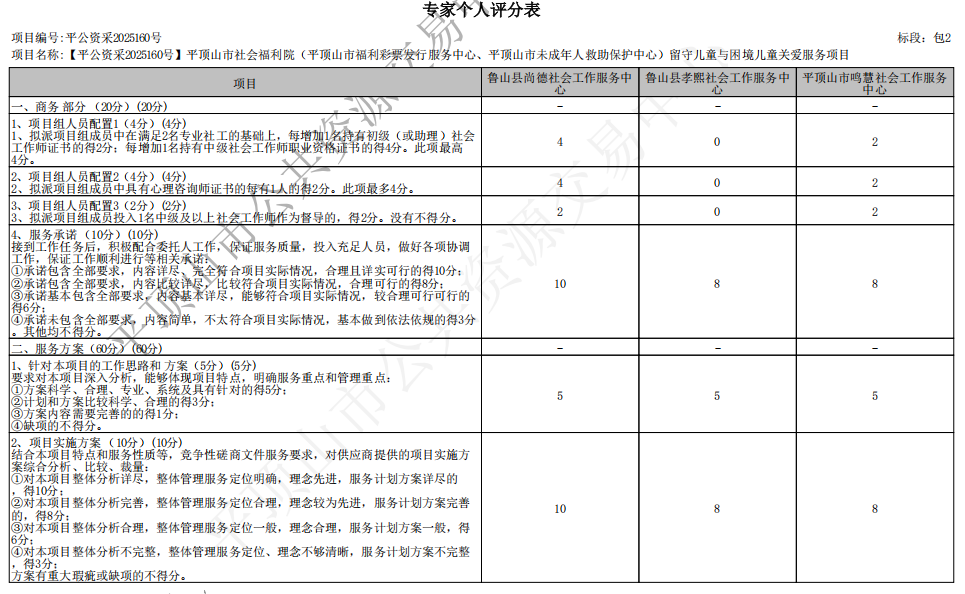 专家个人评分表
项目编号:平公资采2025160号
标段: 包2
项目名称:【平公资采2025160号】平顶山市社会福利院（平顶山市福利彩票发行服务中心、平顶山市未成年人救助保护中心）留守儿童与困境儿童关爱服务项目
项目
鲁山县尚德社会工作服务中
心
鲁山县孝熙社会工作服务中
心
平顶山市鸣慧社会工作服务
中心
一、商务部分（20分）(20分)
–
–
–
1、项目组人员配置1（4分）(4分)
1、拟派项目组成员中在满足2名专业社工的基础上，每增加1名持有初级（或助理）社会
工作师证书的得2分；每增加1名持有中级社会工作师职业资格证书的得4分。此项最高
4分。
4
0
2
2、项目组人员配置2（4分）(4分)
2、拟派项目组成员中具有心理咨询师证书的每有1人的得2分。此项最多4分。
4
0
2
3、项目组人员配置3（2分）(2分)
3、拟派项目组成员投入1名中级及以上社会工作师作为督导的，得2分。没有不得分。
2
0
2
4、服务承诺（10分）(10分)
接到工作任务后，积极配合委托人工作，保证服务质量，投入充足人员，做好各项协调
工作，保证工作顺利进行等相关承诺：
①承诺包含全部要求，内容详尽、完全符合项目实际情况，合理且详实可行的得10分；
②承诺包含全部要求，内容比较详尽，比较符合项目实际情况，合理可行的得8分；
③承诺基本包含全部要求，内容基本详尽，能够符合项目实际情况，较合理可行可行的
得6分；
④承诺未包含全部要求，内容简单，不太符合项目实际情况，基本做到依法依规的得3分
。其他均不得分。
10
8
8
二、服务方案（60分）(60分)
–
–
–
1、针对本项目的工作思路和 方案（5分）(5分)
要求对本项目深入分析，能够体现项目特点，明确服务重点和管理重点：
①方案科学、合理、专业、系统及具有针对的得5分；
②计划和方案比较科学、合理的得3分；
③方案内容需要完善的的得1分；
④缺项的不得分。
5
5
5
2、项目实施方案（10分）(10分)
结合本项目特点和服务性质等，竞争性磋商文件服务要求，对供应商提供的项目实施方
案综合分析、比较、裁量：
①对本项目整体分析详尽，整体管理服务定位明确，理念先进，服务计划方案详尽的
，得10分；
②对本项目整体分析完善，整体管理服务定位合理，理念较为先进，服务计划方案完善
的，得8分；
③对本项目整体分析合理，整体管理服务定位一般，理念合理，服务计划方案一般，得
6分；
④对本项目整体分析不完整，整体管理服务定位、理念不够清晰，服务计划方案不完整
，得3分；
方案有重大瑕疵或缺项的不得分。
10
8
8
平顶山市公共资源交易中
平顶山市公共资源交易中